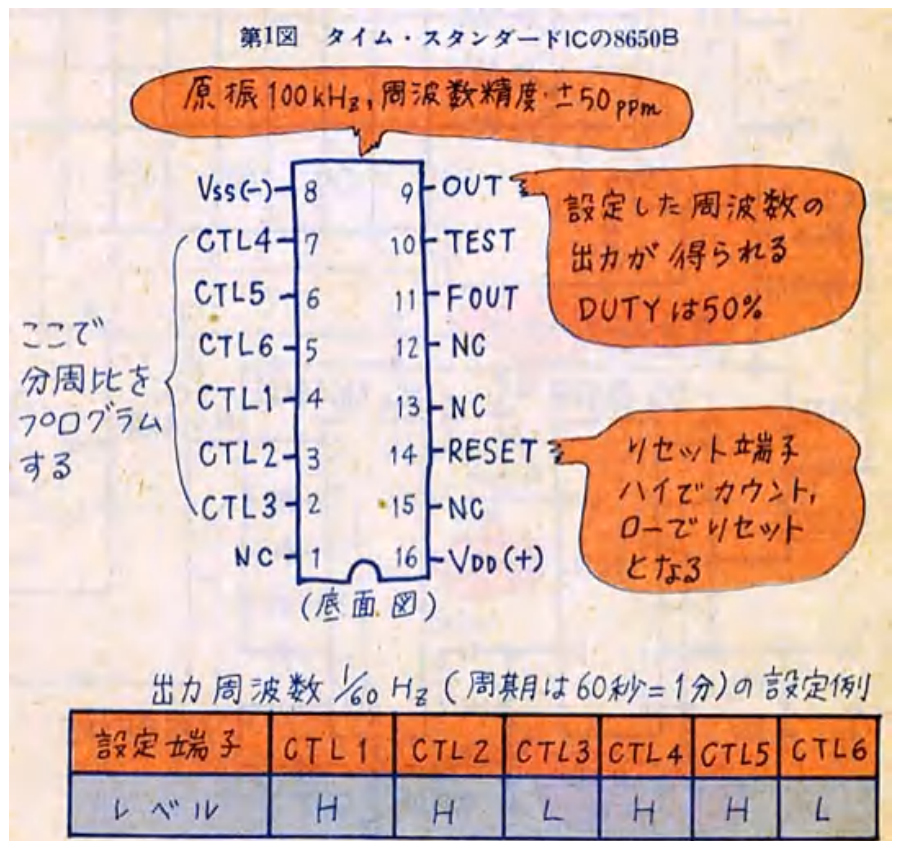 第1図 タイム・スタンダードICの8650B
原振100kHz,周波数精度·±50ppm
Vss(-) 8 9 OUT
CTL4 7 10 TEST
CTL5 6 11 FOUT
CTL6 5 12 NC
CTL1 4 13 NC
CTL2 3 14 RESET
CTL3 2 15 NC
NC 1 16 VDD(+)
(底面図)
ここで
分周比を
プログラム
する
設定した周波数の
出力が得られる
DUTYは50%
リセット端子
ハイでカウント,
ローでリセット
となる
出力周波数 1/60 Hz (周期は60秒=1分)の設定例
設定端子 CTL1 CTL2 CTL3 CTL4 CTL5 CTL6
レベル H H L H H L